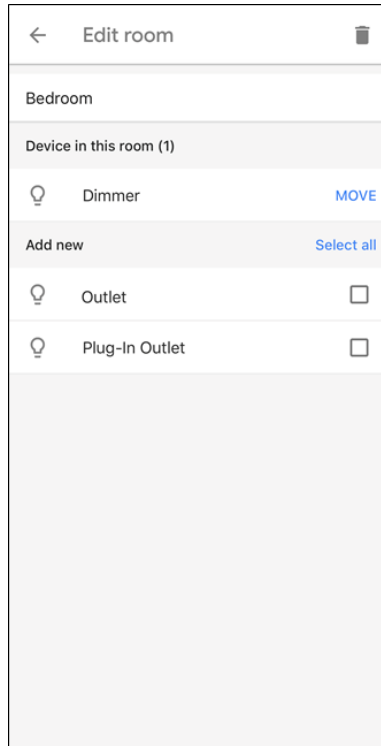 Edit room
Bedroom
Device in this room (1)
Dimmer MOVE
Add new Select all
Outlet
Plug-In Outlet